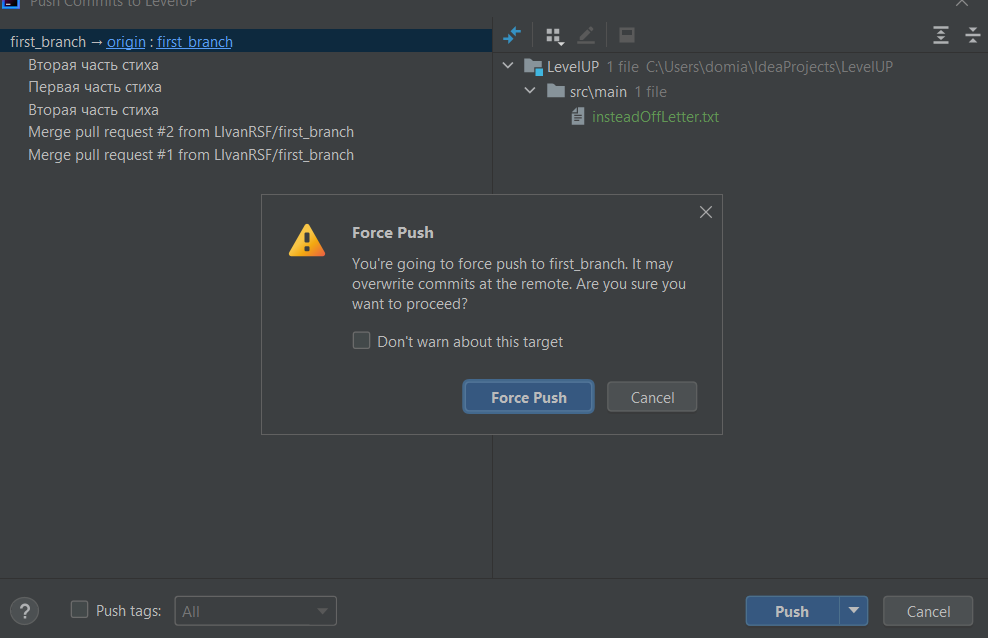 Push Commits to LevelUP
first_branch → origin : first_branch
Вторая часть стиха
Первая часть стиха
Вторая часть стиха
Merge pull request #2 from LIvanRSF/first_branch
Merge pull request #1 from LIvanRSF/first_branch
LevelUP 1 file C:\Users\domia\IdeaProjects\LevelUP
src\main 1 file
insteadOffLetter.txt
Force Push
You're going to force push to first_branch. It may
overwrite commits at the remote. Are you sure you
want to proceed?
Don't warn about this target
Force Push Cancel
? Push tags: All Push Cancel